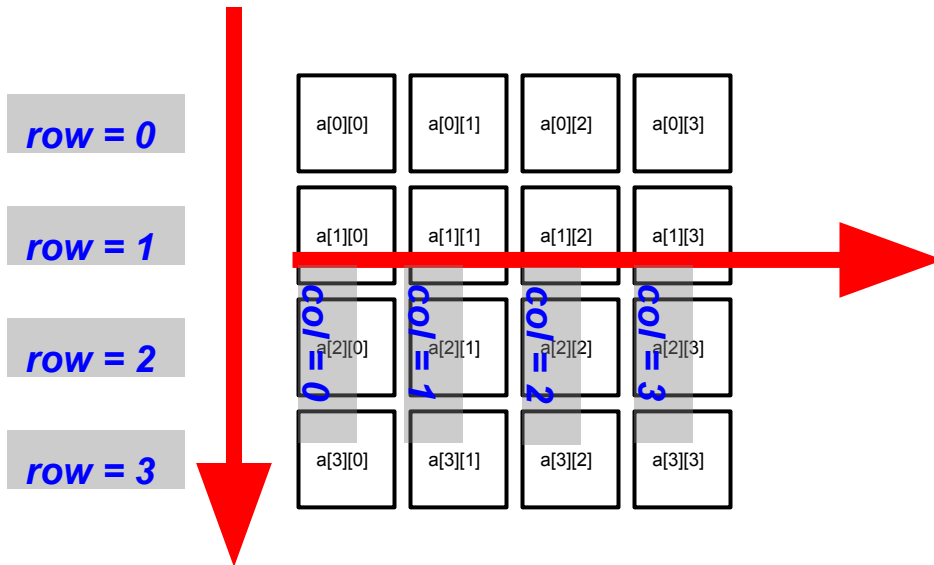 row = 0
a[0][0] a[0][1] a[0][2] a[0][3]
row = 1
a[1][0] a[1][1] a[1][2] a[1][3]
col = 0 col = 1 col = 2 col = 3
row = 2
a[2][0] a[2][1] a[2][2] a[2][3]
row = 3
a[3][0] a[3][1] a[3][2] a[3][3]